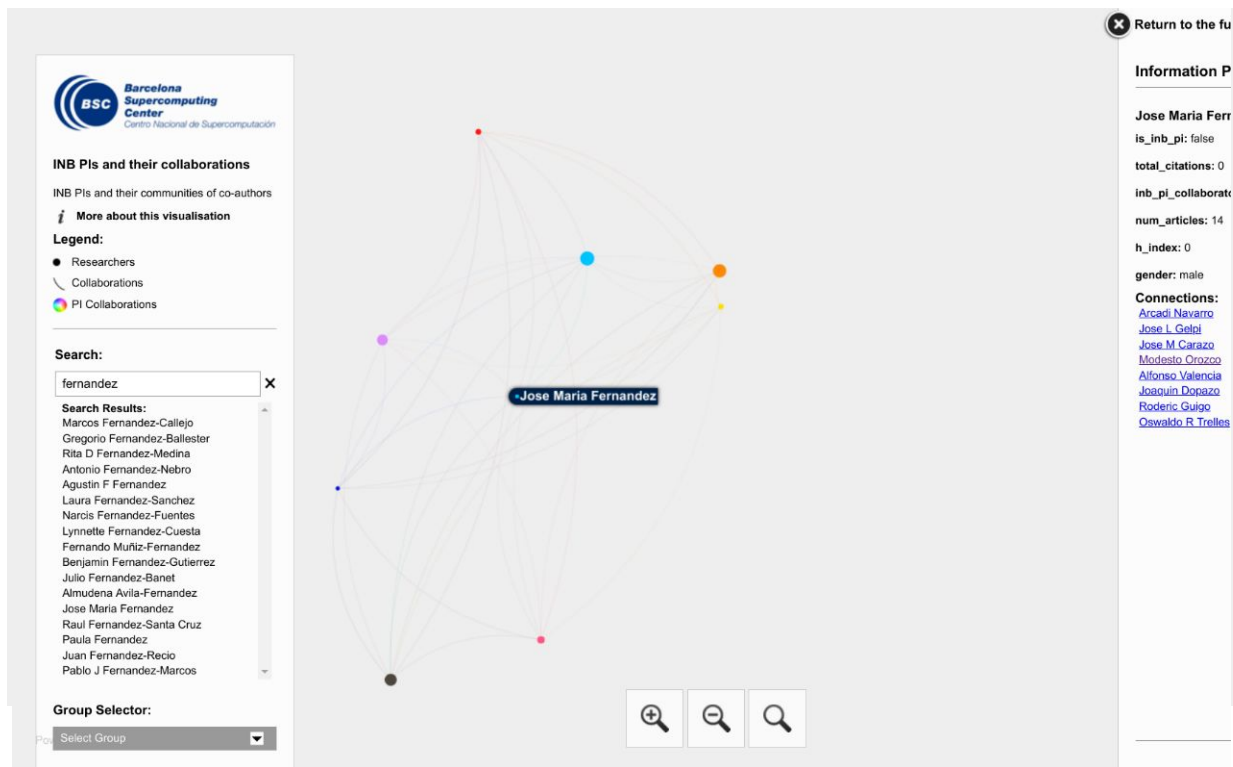 BSC
Barcelona
Supercomputing
Center
Centro Nacional de Supercomputación
INB PIs and their collaborations
INB PIs and their communities of co-authors
i More about this visualisation
Legend:
Researchers
Collaborations
PI Collaborations
Search:
fernandez
Search Results:
Marcos Fernandez-Callejo
Gregorio Fernandez-Ballester
Rita D Fernandez-Medina
Antonio Fernandez-Nebro
Agustin F Fernandez
Laura Fernandez-Sanchez
Narcis Fernandez-Fuentes
Lynnette Fernandez-Cuesta
Fernando Muñiz-Fernandez
Benjamin Fernandez-Gutierrez
Julio Fernandez-Banet
Almudena Avila-Fernandez
Jose Maria Fernandez
Raul Fernandez-Santa Cruz
Paula Fernandez
Juan Fernandez-Recio
Pablo J Fernandez-Marcos
Group Selector:
Select Group
Jose Maria Fernandez
Return to the fu
Information P
Jose Maria Ferr
is_inb_pi: false
total_citations: 0
inb_pi_collaborato
num_articles: 14
h_index: 0
gender: male
Connections:
Arcadi Navarro
Jose L Gelpi
Jose M Carazo
Modesto Orozco
Alfonso Valencia
Joaquin Dopazo
Roderic Guigo
Oswaldo R Trelles